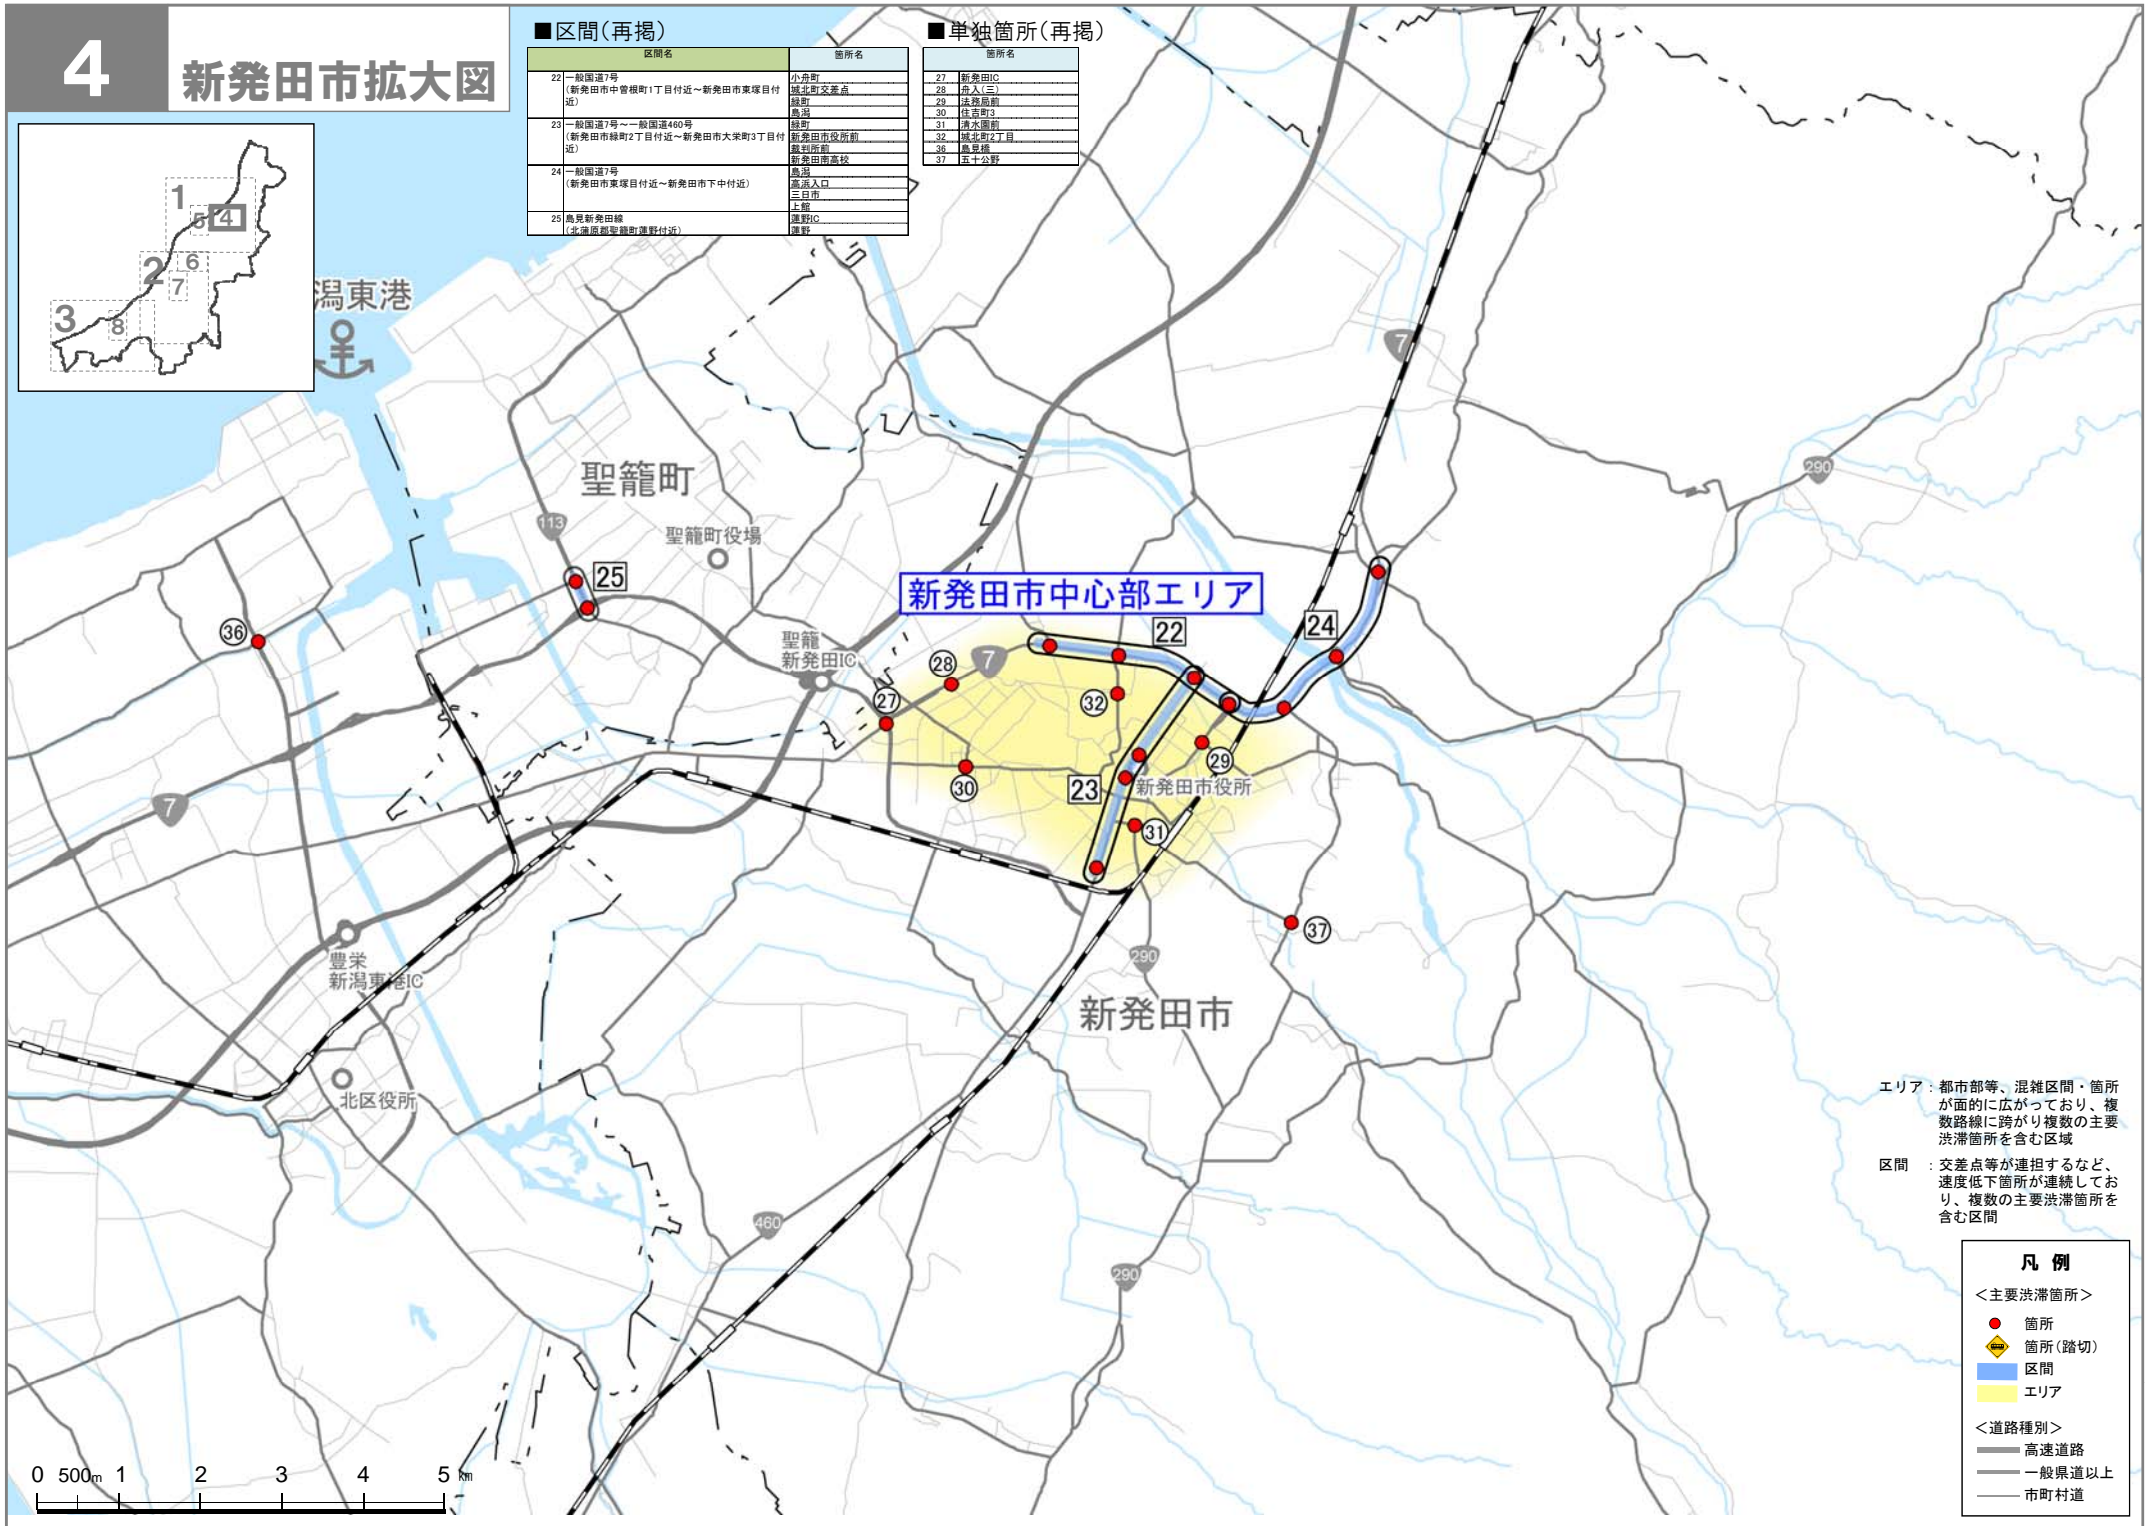 4
新発田市拡大図
■区間(再掲)
区間名 箇所名
22 一般国道7号
(新発田市中曽根町1丁目付近～新発田市東塚目付近)
小舟町
城北町交差点
緑町
島潟
23 一般国道7号～一般国道460号
(新発田市緑町2丁目付近～新発田市大栄町3丁目付近)
緑町
新発田市役所前
裁判所前
新発田南高校
24 一般国道7号
(新発田市東塚目付近～新発田市下中付近)
島潟
高浜入口
三日市
上館
25 島見新発田線
(北蒲原郡聖籠町蓮野付近)
蓮野IC
蓮野
■単独箇所(再掲)
箇所名
27 新発田IC
28 舟入(三)
29 法務局前
30 住吉町3
31 清水園前
32 城北町2丁目
36 島見橋
37 五十公野
1
5
4
2
6
7
3
8
潟東港
7
290
聖籠町
113
聖籠町役場
25
新発田市中心部エリア
36
聖籠
新発田IC
22
24
28
7
27
32
29
30
23
新発田市役所
31
7
37
豊栄
新潟東港IC
290
新発田市
北区役所
460
290
エリア：都市部等、混雑区間・箇所
が面的に広がっており、複
数路線に跨がり複数の主要
渋滞箇所を含む区域
区間　：交差点等が連担するなど、
速度低下箇所が連続してお
り、複数の主要渋滞箇所を
含む区間
凡 例
＜主要渋滞箇所＞
箇所
箇所(踏切)
区間
エリア
＜道路種別＞
高速道路
一般県道以上
市町村道
0 500m 1 2 3 4 5 km